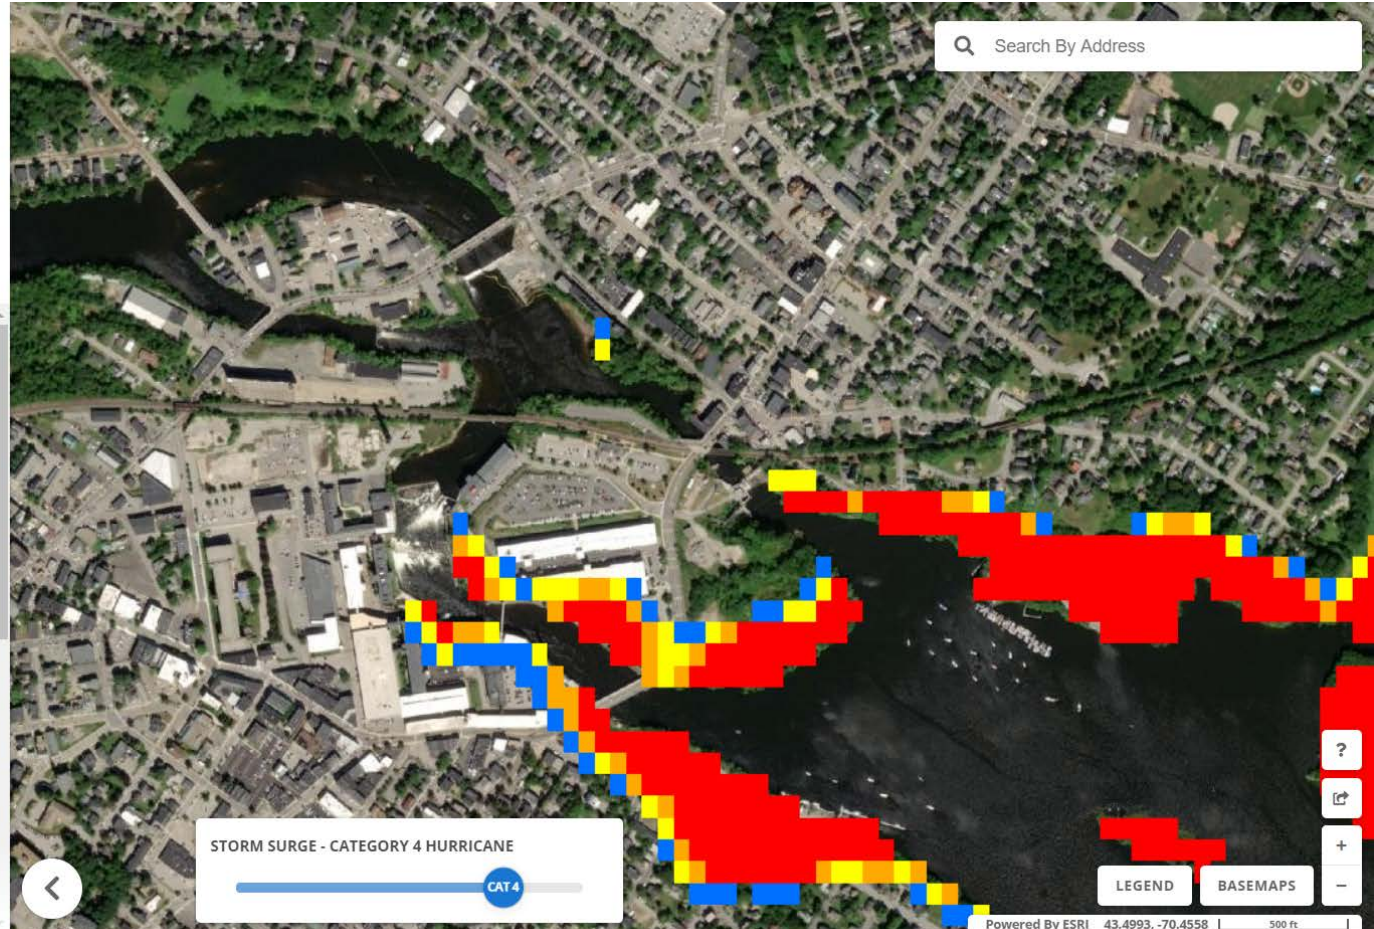 Search By Address
STORM SURGE - CATEGORY 4 HURRICANE
CAT 4
?
+
LEGEND
BASEMAPS
−
Powered By ESRI 43.4993, -70.4558 500 ft